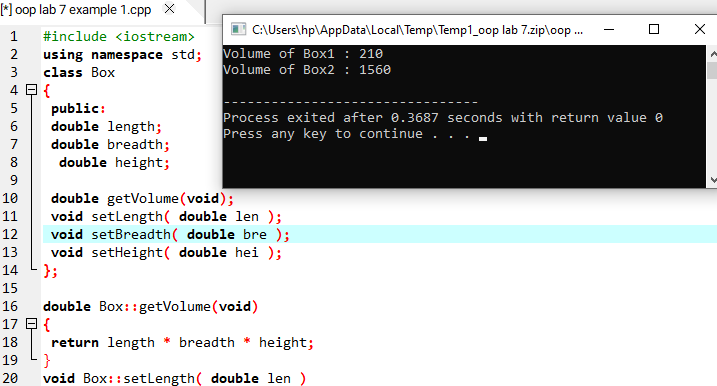 [*] oop lab 7 example 1.cpp ×
C:\Users\hp\AppData\Local\Temp\Temp1_oop lab 7.zip\oop ...
Volume of Box1 : 210
Volume of Box2 : 1560
--------------------------------
Process exited after 0.3687 seconds with return value 0
Press any key to continue . . .
1 #include <iostream>
2 using namespace std;
3 class Box
4 {
5 public:
6 double length;
7 double breadth;
8 double height;
9
10 double getVolume(void);
11 void setLength( double len );
12 void setBreadth( double bre );
13 void setHeight( double hei );
14 };
15
16 double Box::getVolume(void)
17 {
18 return length * breadth * height;
19 }
20 void Box::setLength( double len )